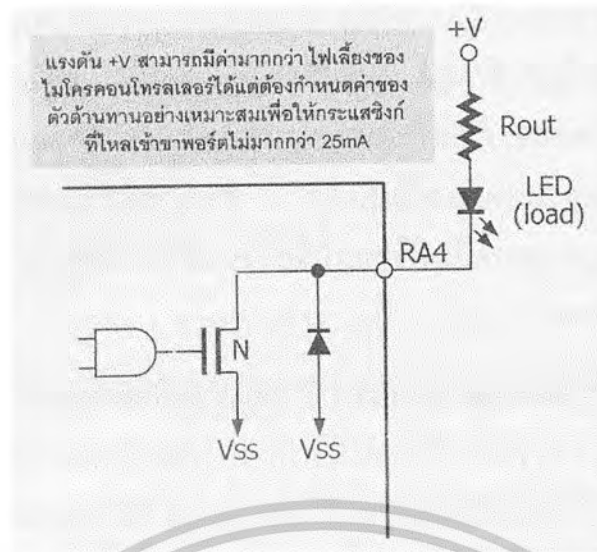 แรงดัน +V สามารถมีค่ามากกว่า ไฟเลี้ยงของ
ไมโครคอนโทรลเลอร์ได้แต่ต้องกำหนดค่าของ
ตัวต้านทานอย่างเหมาะสมเพื่อให้กระแสซิงก์
ที่ไหลเข้าขาพอร์ตไม่มากกว่า 25mA
+V
Rout
LED
(load)
RA4
N
VSS
VSS